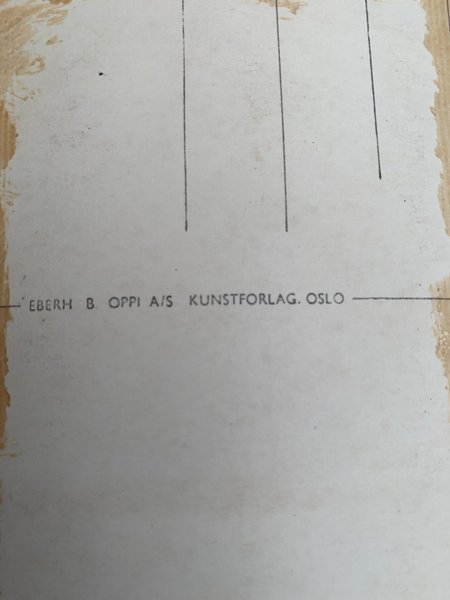 EBERH B. OPPI A/S KUNSTFORLAG. OSLO